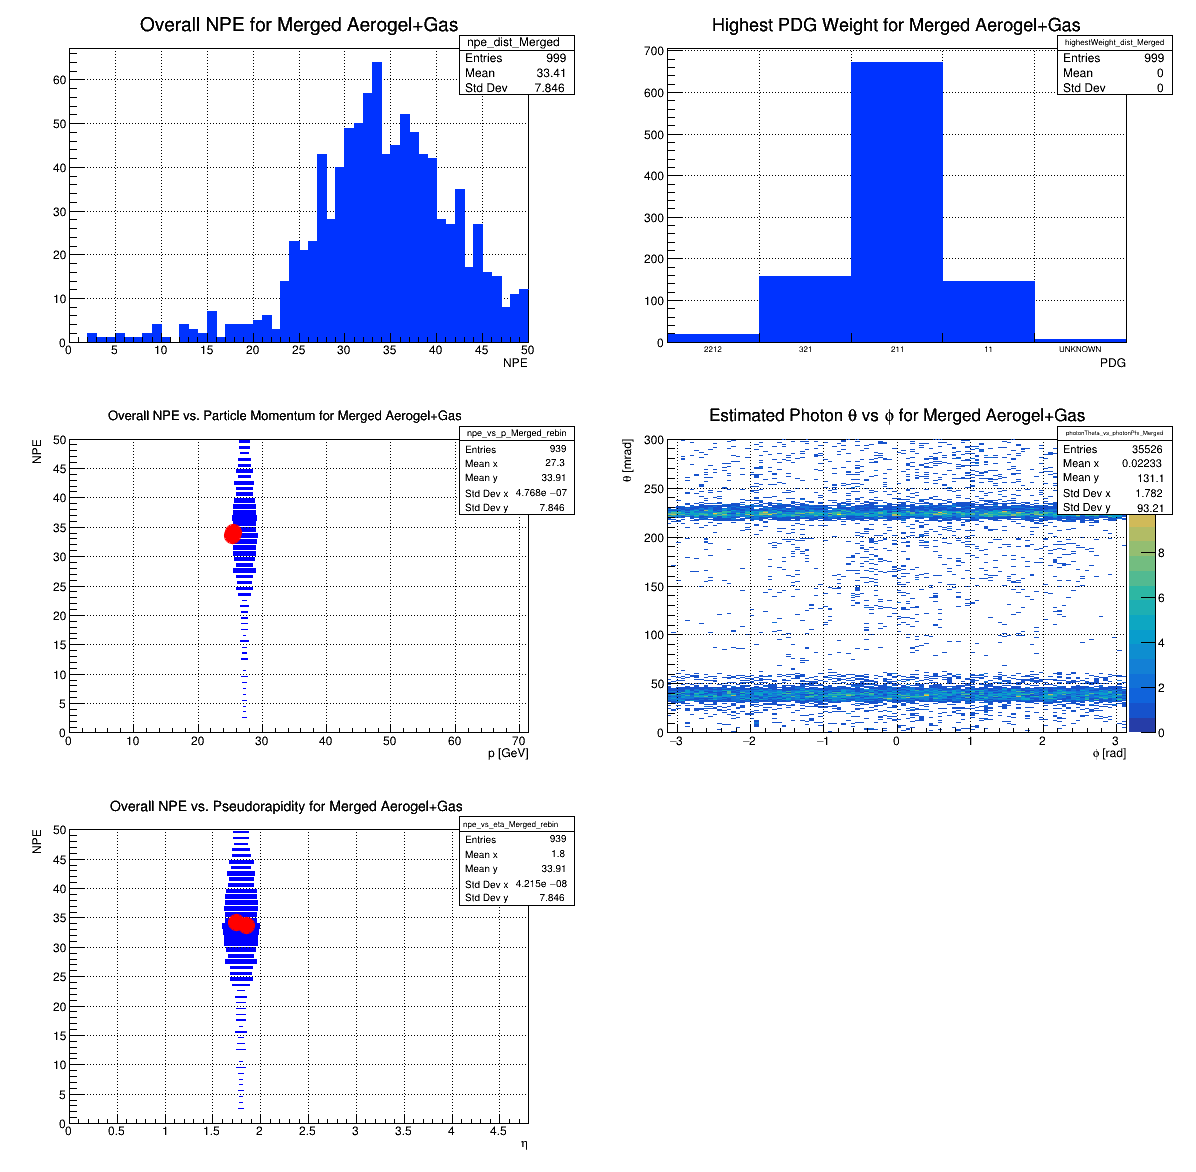 Overall NPE for Merged Aerogel+Gas
npe_dist_Merged
Entries 999
Mean 33.41
Std Dev 7.846
60
50
40
30
20
10
0
0 5 10 15 20 25 30 35 40 45 50
NPE
Highest PDG Weight for Merged Aerogel+Gas
highestWeight_dist_Merged
Entries 999
Mean 0
Std Dev 0
700
600
500
400
300
200
100
0
2212 321 211 11 UNKNOWN
PDG
Overall NPE vs. Particle Momentum for Merged Aerogel+Gas
npe_vs_p_Merged_rebin
Entries 939
Mean x 27.3
Mean y 33.91
Std Dev x 4.768e −07
Std Dev y 7.846
NPE
50
45
40
35
30
25
20
15
10
5
0
0 10 20 30 40 50 60 70
p [GeV]
Estimated Photon θ vs ϕ for Merged Aerogel+Gas
photonTheta_vs_photonPhi_Merged
Entries 35526
Mean x 0.02233
Mean y 131.1
Std Dev x 1.782
Std Dev y 93.21
θ [mrad]
300
250
200
150
100
50
0
−3 −2 −1 0 1 2 3
ϕ [rad]
8
6
4
2
0
Overall NPE vs. Pseudorapidity for Merged Aerogel+Gas
npe_vs_eta_Merged_rebin
Entries 939
Mean x 1.8
Mean y 33.91
Std Dev x 4.215e −08
Std Dev y 7.846
NPE
50
45
40
35
30
25
20
15
10
5
0
0 0.5 1 1.5 2 2.5 3 3.5 4 4.5
η